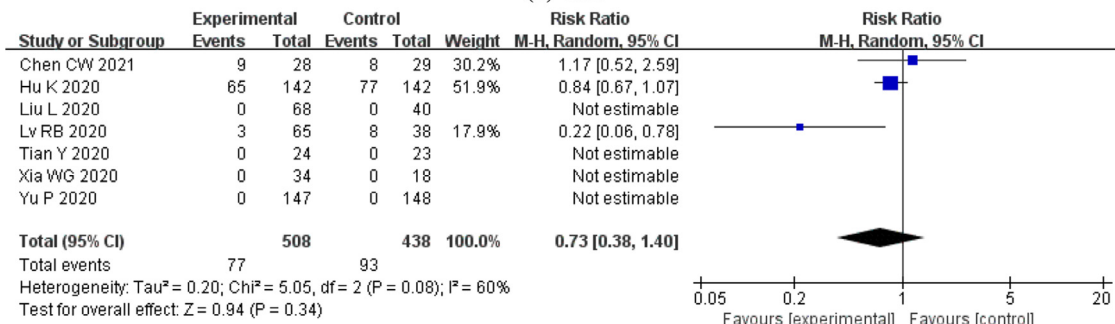 Experimental Control Risk Ratio Risk Ratio
Study or Subgroup Events Total Events Total Weight M-H, Random, 95% CI M-H, Random, 95% CI
Chen CW 2021 9 28 8 29 30.2% 1.17 [0.52, 2.59]
Hu K 2020 65 142 77 142 51.9% 0.84 [0.67, 1.07]
Liu L 2020 0 68 0 40 Not estimable
Lv RB 2020 3 65 8 38 17.9% 0.22 [0.06, 0.78]
Tian Y 2020 0 24 0 23 Not estimable
Xia WG 2020 0 34 0 18 Not estimable
Yu P 2020 0 147 0 148 Not estimable
Total (95% CI) 508 438 100.0% 0.73 [0.38, 1.40]
Total events 77 93
Heterogeneity: Tau² = 0.20; Chi² = 5.05, df = 2 (P = 0.08); I² = 60%
Test for overall effect: Z = 0.94 (P = 0.34)
0.05 0.2 1 5 20
Favours [experimental] Favours [control]